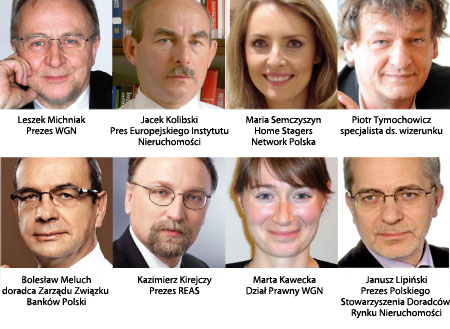 Leszek Michniak
Prezes WGN
Jacek Kolibski
Pres Europejskiego Instytutu
Nieruchomości
Maria Semczyszyn
Home Stagers
Network Polska
Piotr Tymochowicz
specjalista ds. wizerunku
Bolesław Meluch
doradca Zarządu Związku
Banków Polski
Kazimierz Kirejczy
Prezes REAS
Marta Kawecka
Dział Prawny WGN
Janusz Lipiński
Prezes Polskiego
Stowarzyszenia Doradców
Rynku Nieruchomości